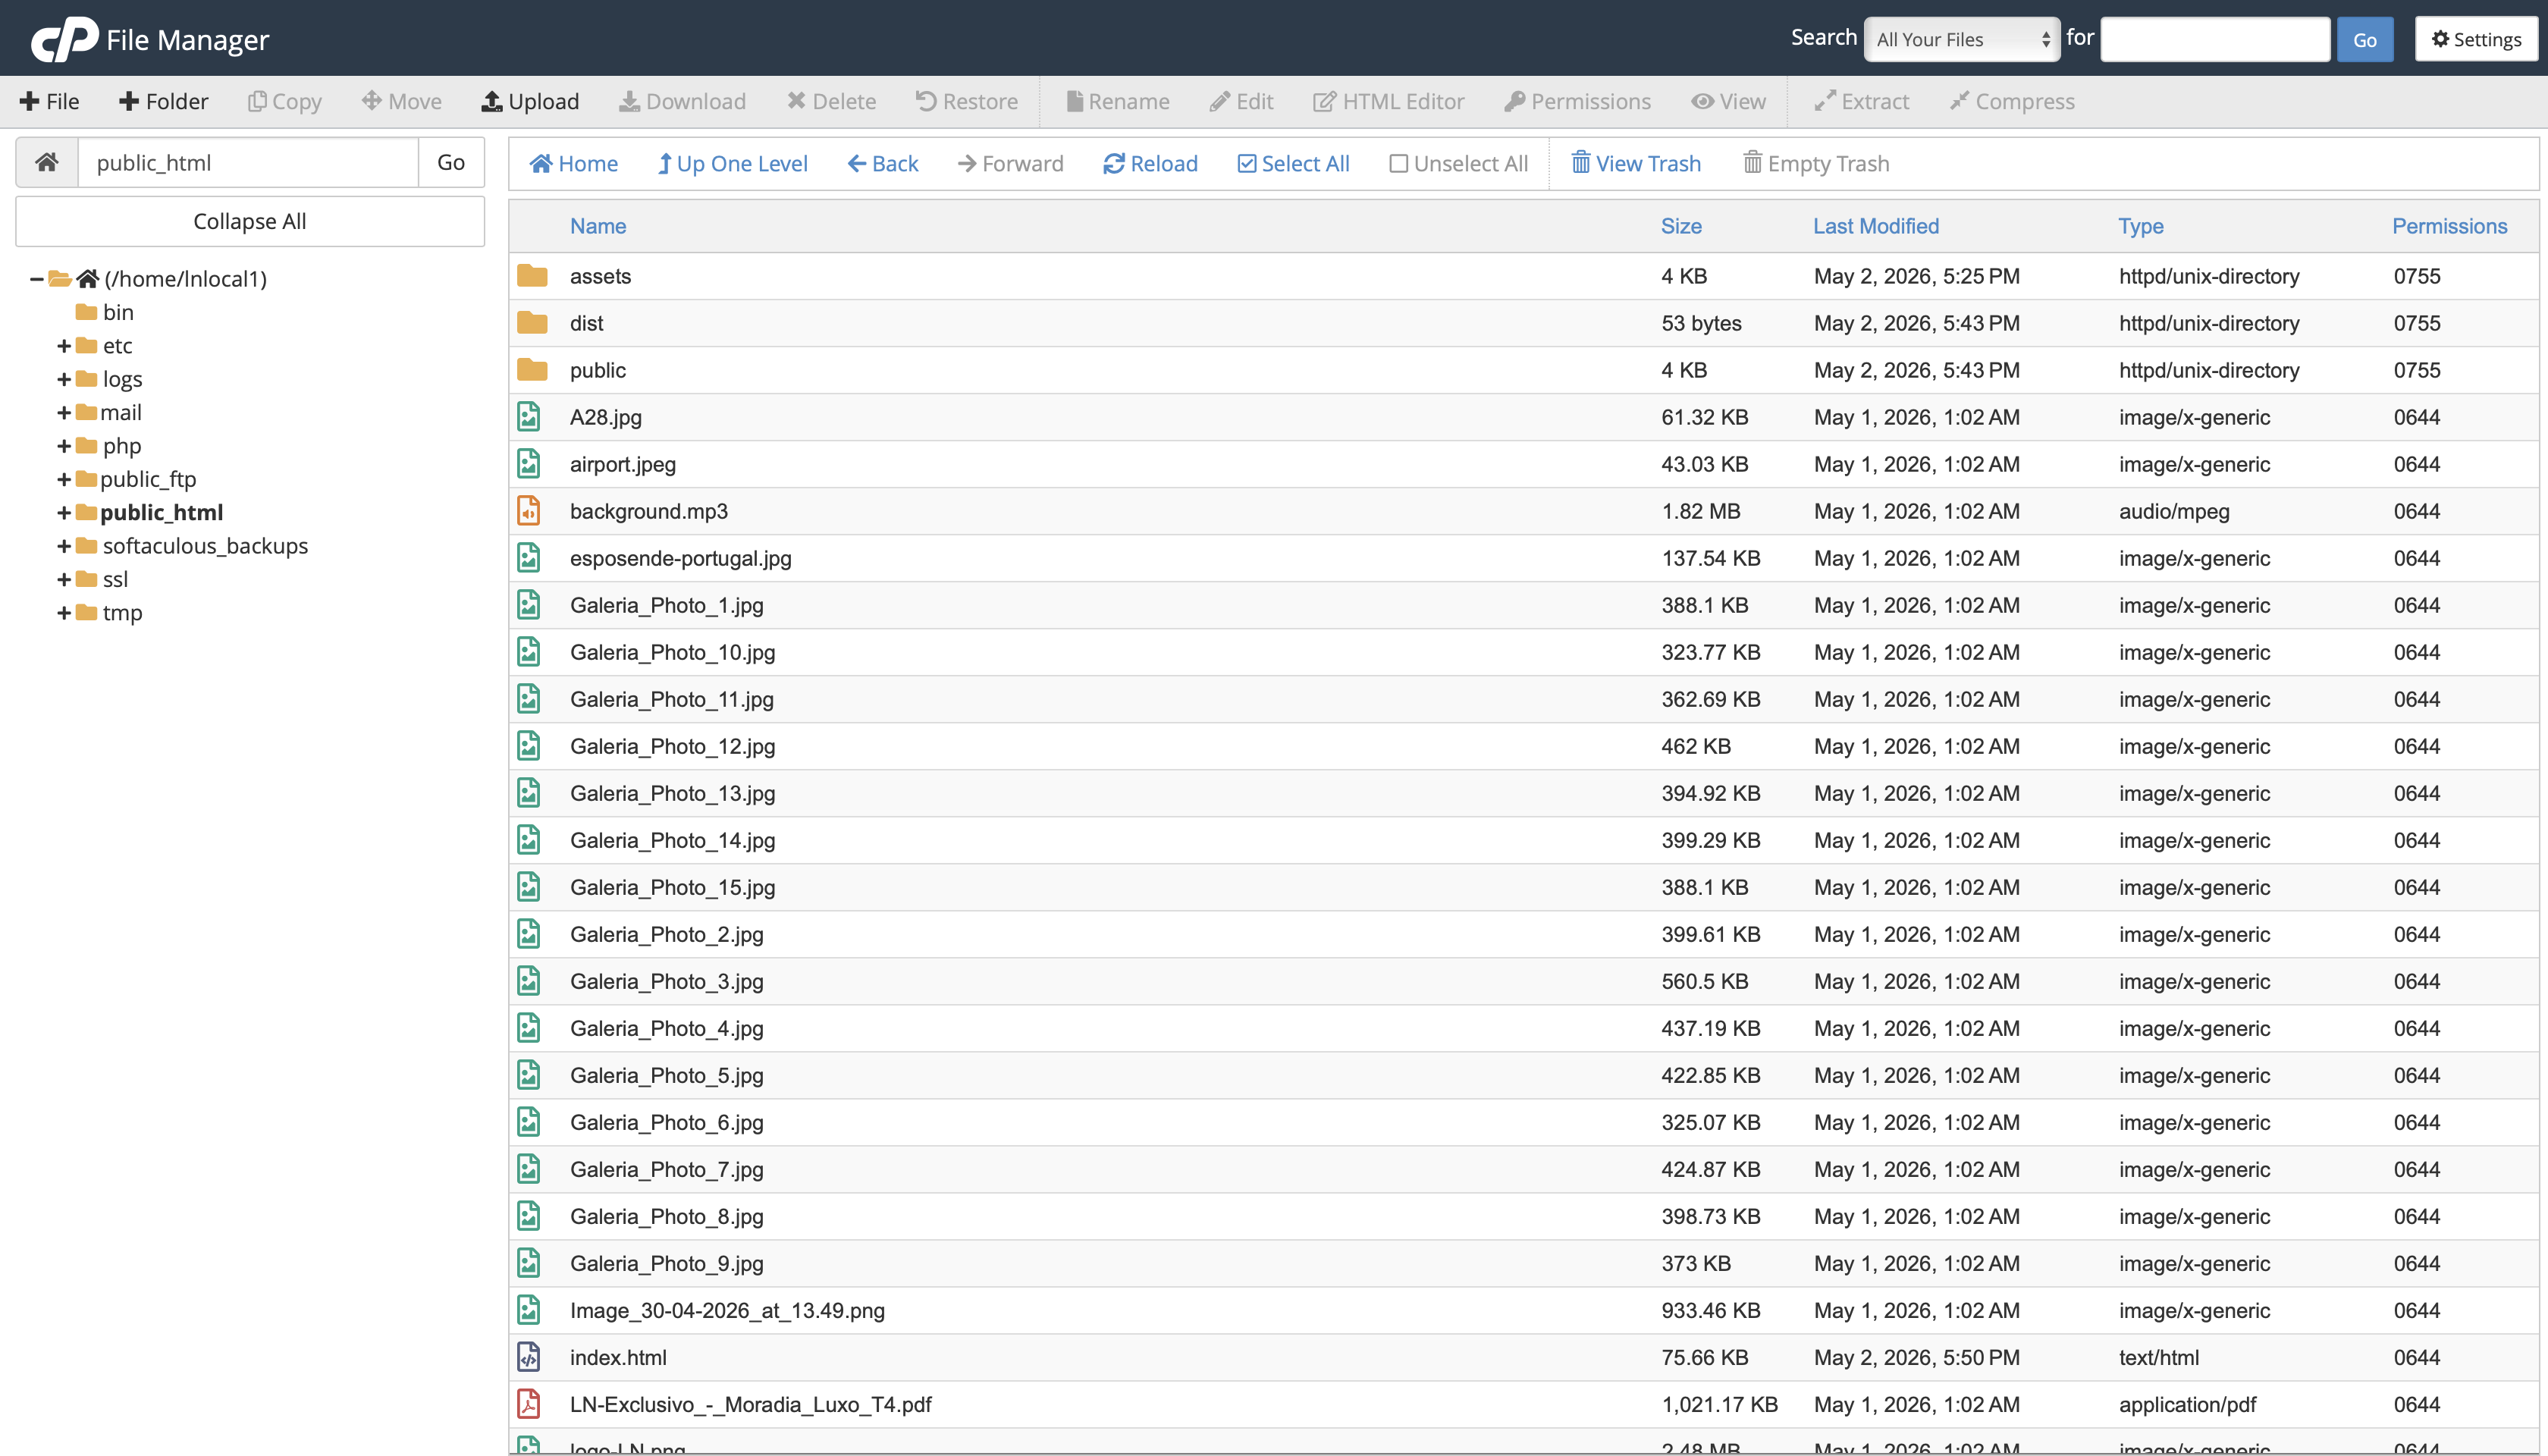 cP File Manager Search All Your Files for Go Settings
File Folder Copy Move Upload Download Delete Restore Rename Edit HTML Editor Permissions View Extract Compress
public_html Go
Collapse All
(/home/lnlocal1)
bin
etc
logs
mail
php
public_ftp
public_html
softaculous_backups
ssl
tmp
Home Up One Level Back Forward Reload Select All Unselect All View Trash Empty Trash
Name Size Last Modified Type Permissions
assets 4 KB May 2, 2026, 5:25 PM httpd/unix-directory 0755
dist 53 bytes May 2, 2026, 5:43 PM httpd/unix-directory 0755
public 4 KB May 2, 2026, 5:43 PM httpd/unix-directory 0755
A28.jpg 61.32 KB May 1, 2026, 1:02 AM image/x-generic 0644
airport.jpeg 43.03 KB May 1, 2026, 1:02 AM image/x-generic 0644
background.mp3 1.82 MB May 1, 2026, 1:02 AM audio/mpeg 0644
esposende-portugal.jpg 137.54 KB May 1, 2026, 1:02 AM image/x-generic 0644
Galeria_Photo_1.jpg 388.1 KB May 1, 2026, 1:02 AM image/x-generic 0644
Galeria_Photo_10.jpg 323.77 KB May 1, 2026, 1:02 AM image/x-generic 0644
Galeria_Photo_11.jpg 362.69 KB May 1, 2026, 1:02 AM image/x-generic 0644
Galeria_Photo_12.jpg 462 KB May 1, 2026, 1:02 AM image/x-generic 0644
Galeria_Photo_13.jpg 394.92 KB May 1, 2026, 1:02 AM image/x-generic 0644
Galeria_Photo_14.jpg 399.29 KB May 1, 2026, 1:02 AM image/x-generic 0644
Galeria_Photo_15.jpg 388.1 KB May 1, 2026, 1:02 AM image/x-generic 0644
Galeria_Photo_2.jpg 399.61 KB May 1, 2026, 1:02 AM image/x-generic 0644
Galeria_Photo_3.jpg 560.5 KB May 1, 2026, 1:02 AM image/x-generic 0644
Galeria_Photo_4.jpg 437.19 KB May 1, 2026, 1:02 AM image/x-generic 0644
Galeria_Photo_5.jpg 422.85 KB May 1, 2026, 1:02 AM image/x-generic 0644
Galeria_Photo_6.jpg 325.07 KB May 1, 2026, 1:02 AM image/x-generic 0644
Galeria_Photo_7.jpg 424.87 KB May 1, 2026, 1:02 AM image/x-generic 0644
Galeria_Photo_8.jpg 398.73 KB May 1, 2026, 1:02 AM image/x-generic 0644
Galeria_Photo_9.jpg 373 KB May 1, 2026, 1:02 AM image/x-generic 0644
Image_30-04-2026_at_13.49.png 933.46 KB May 1, 2026, 1:02 AM image/x-generic 0644
index.html 75.66 KB May 2, 2026, 5:50 PM text/html 0644
LN-Exclusivo_-_Moradia_Luxo_T4.pdf 1,021.17 KB May 1, 2026, 1:02 AM application/pdf 0644
logo-LN.png 2.48 MB May 1, 2026, 1:02 AM image/x-generic 0644